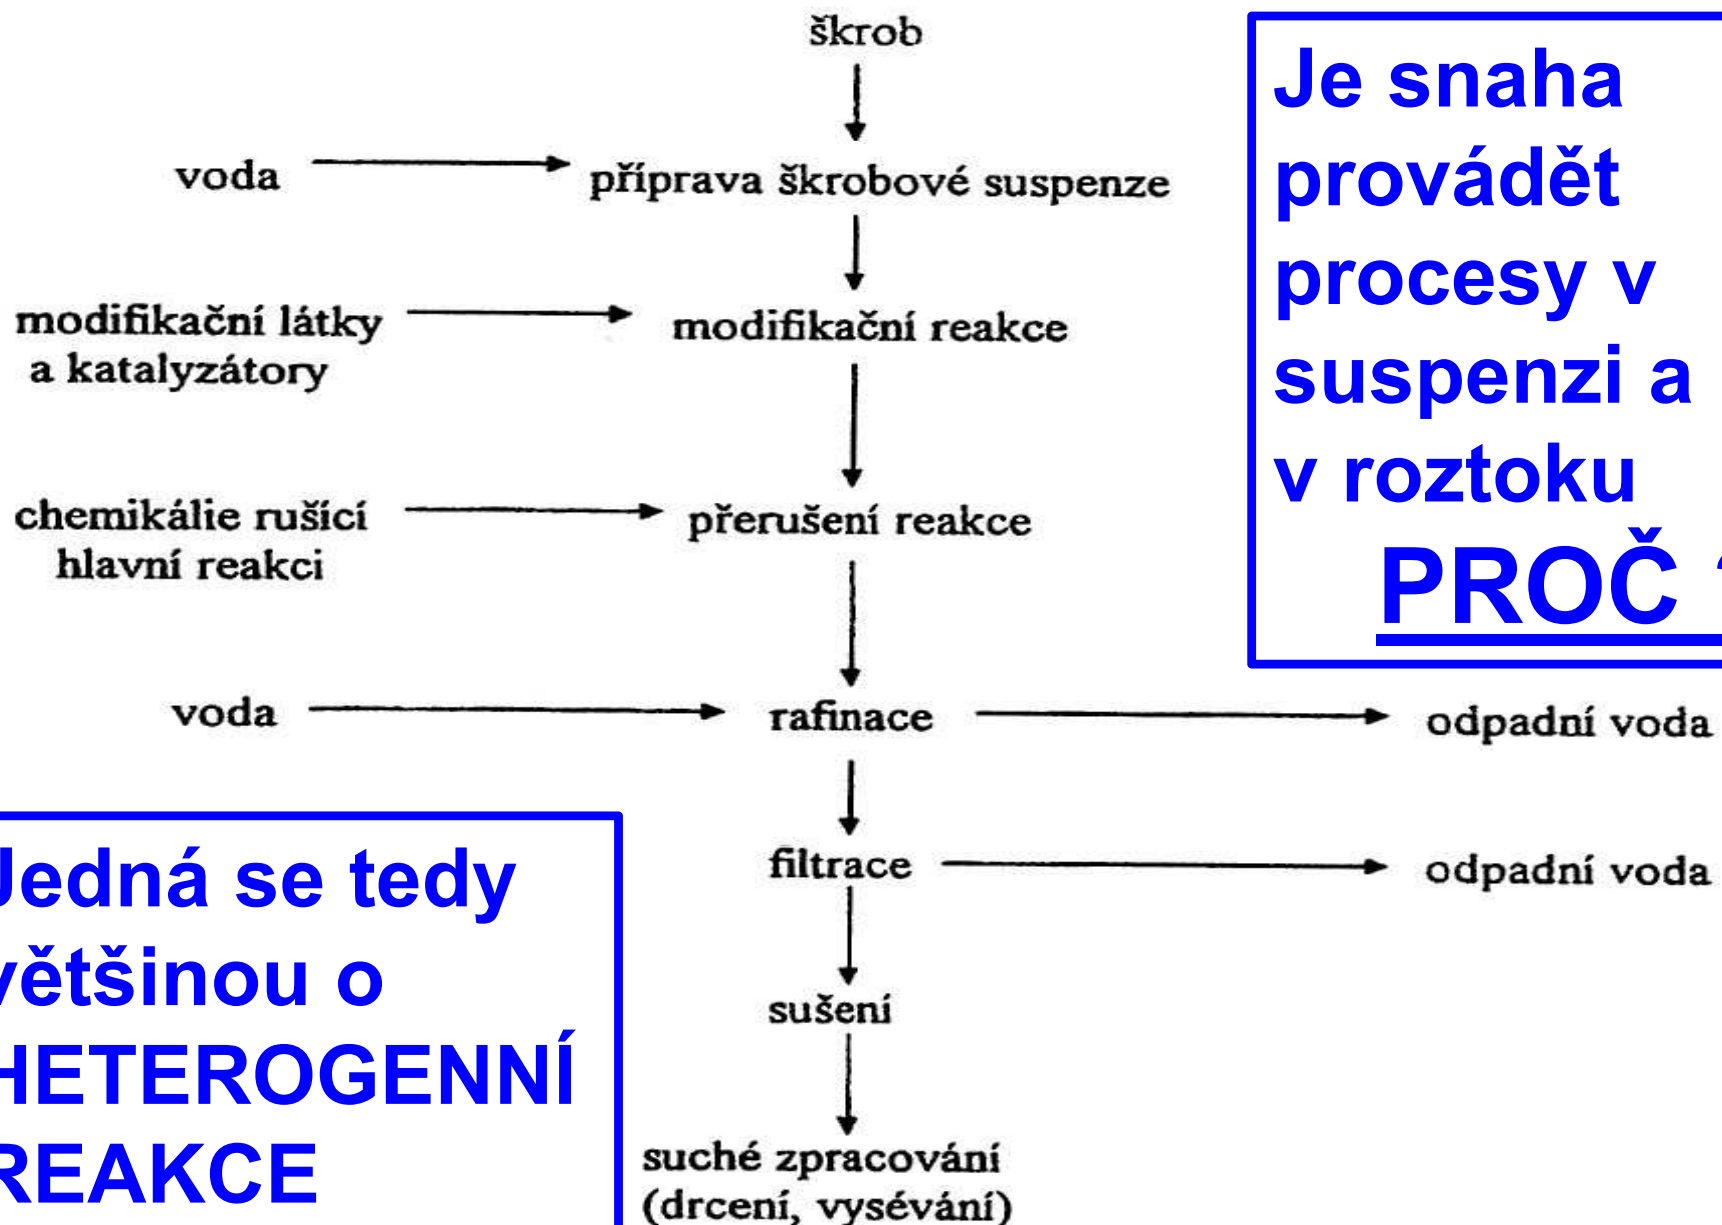 škrob
voda
příprava škrobové suspenze
modifikační látky
a katalyzátory
modifikační reakce
chemikálie rušící
hlavní reakci
přerušení reakce
voda
rafinace
odpadní voda
filtrace
odpadní voda
sušení
suché zpracování
(drcení, vysévání)
Je snaha
provádět
procesy v
suspenzi a
v roztoku
PROČ ?
Jedná se tedy
většinou o
HETEROGENNÍ
REAKCE